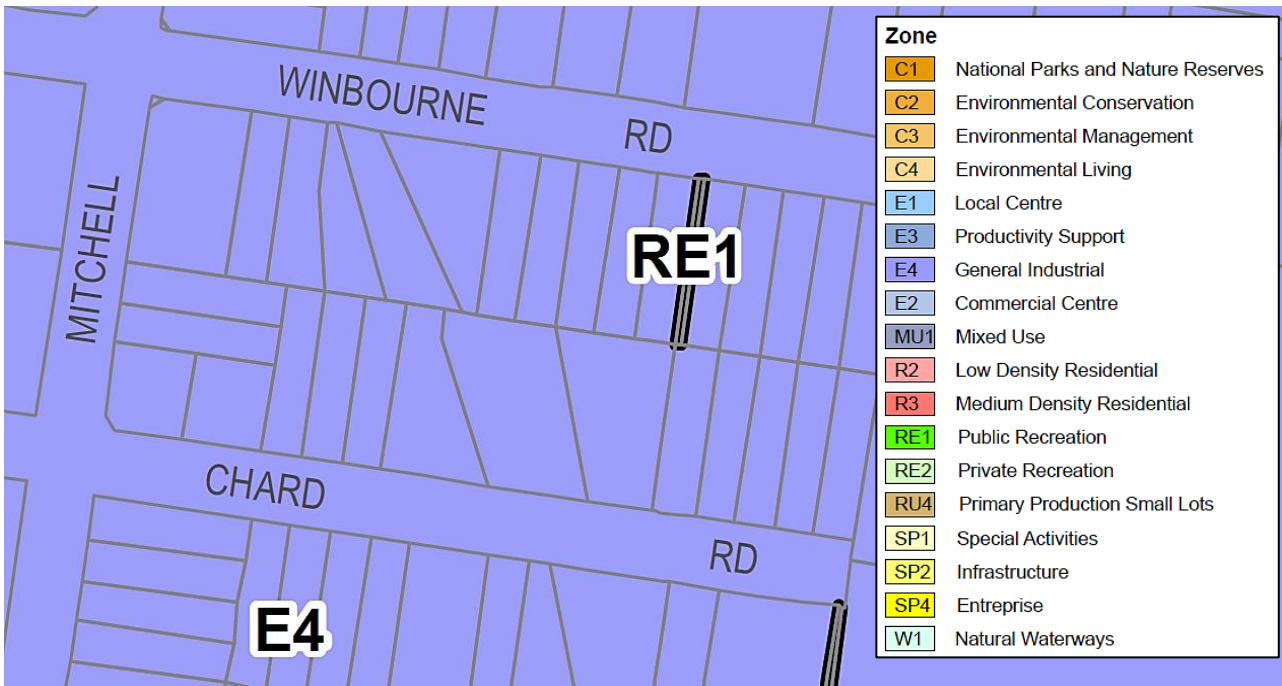 WINBOURNE RD
MITCHELL
RE1
CHARD RD
E4
Zone
C1 National Parks and Nature Reserves
C2 Environmental Conservation
C3 Environmental Management
C4 Environmental Living
E1 Local Centre
E3 Productivity Support
E4 General Industrial
E2 Commercial Centre
MU1 Mixed Use
R2 Low Density Residential
R3 Medium Density Residential
RE1 Public Recreation
RE2 Private Recreation
RU4 Primary Production Small Lots
SP1 Special Activities
SP2 Infrastructure
SP4 Entreprise
W1 Natural Waterways